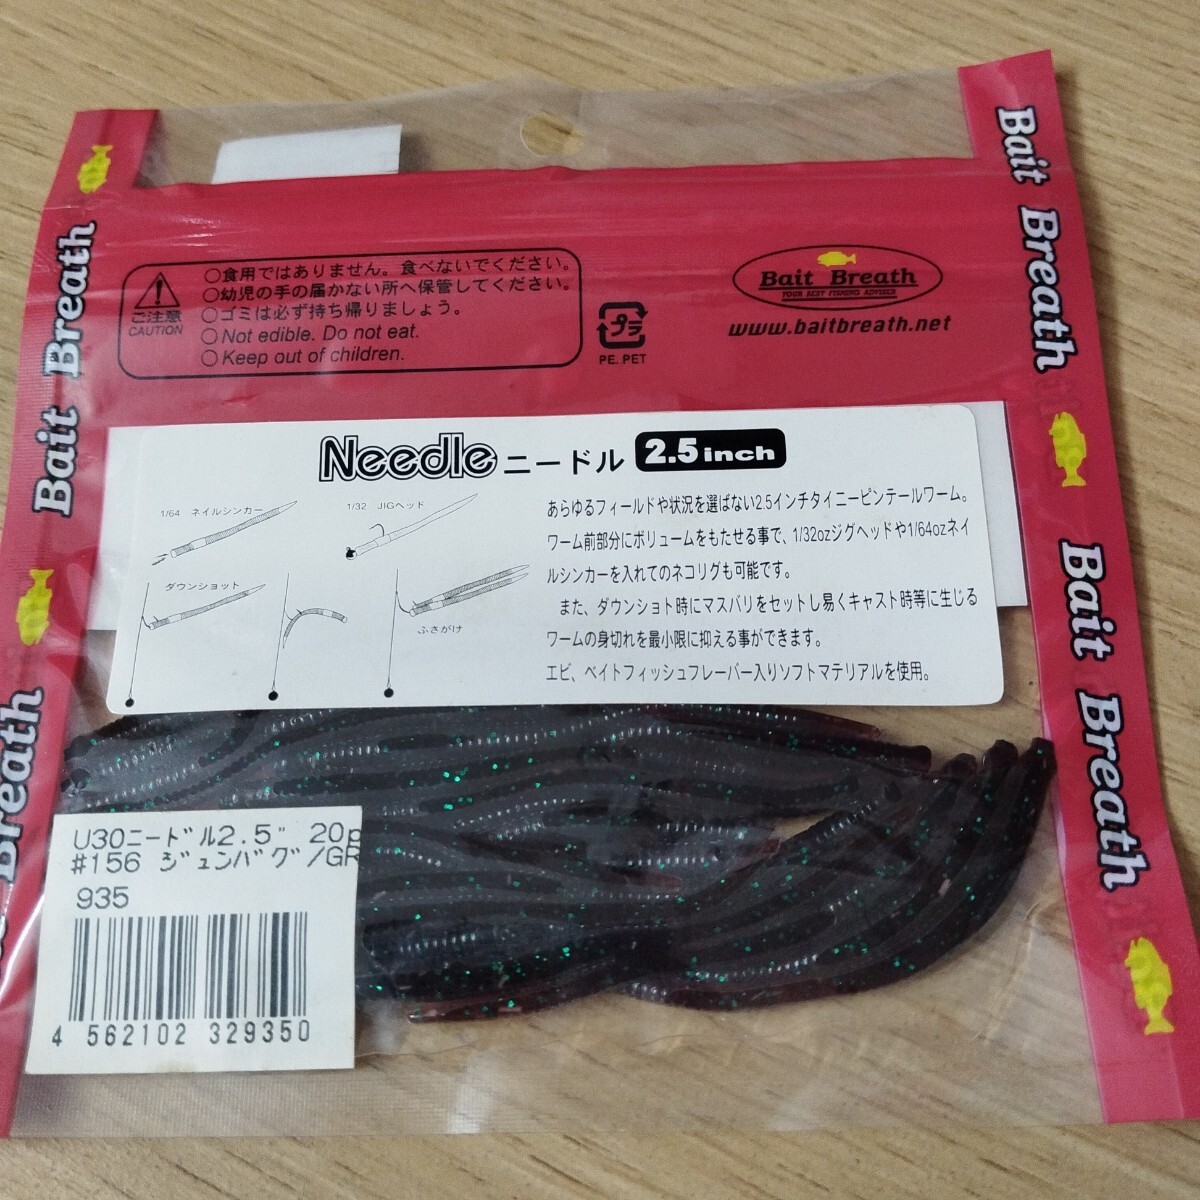 Bait Breath
Bait Breath
Bait Breath
Bait Breath
ご注意
CAUTION
○食用ではありません。食べないでください。
○幼児の手の届かない所へ保管してください。
○ゴミは必ず持ち帰りましょう。
○Not edible. Do not eat.
○Keep out of children.
プラ
PE. PET
Bait Breath
YOUR BEST FISHING ADVISER
www.baitbreath.net
Needle ニードル 2.5inch
1/64 ネイルシンカー
1/32 JIGヘッド
ダウンショット
ふさがけ
あらゆるフィールドや状況を選ばない2.5インチタイニーピンテールワーム。
ワーム前部分にボリュームをもたせる事で、1/32ozジグヘッドや1/64ozネイ
ルシンカーを入れてのネコリグも可能です。
また、ダウンショト時にマスバリをセットし易くキャスト時等に生じる
ワームの身切れを最小限に抑える事ができます。
エビ、ベイトフィッシュフレーバー入りソフトマテリアルを使用。
U30ニードル2.5" 20p
#156 ジュンバグ/GR
935
4 562102 329350